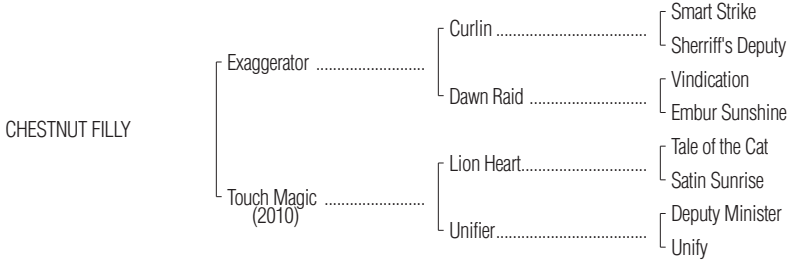 Smart Strike
Curlin ........................................
Sherriff's Deputy
Exaggerator ............................
Vindication
Dawn Raid ................................
Embur Sunshine
CHESTNUT FILLY
Tale of the Cat
Lion Heart.................................
Satin Sunrise
Touch Magic ..........................
(2010)
Deputy Minister
Unifier........................................
Unify